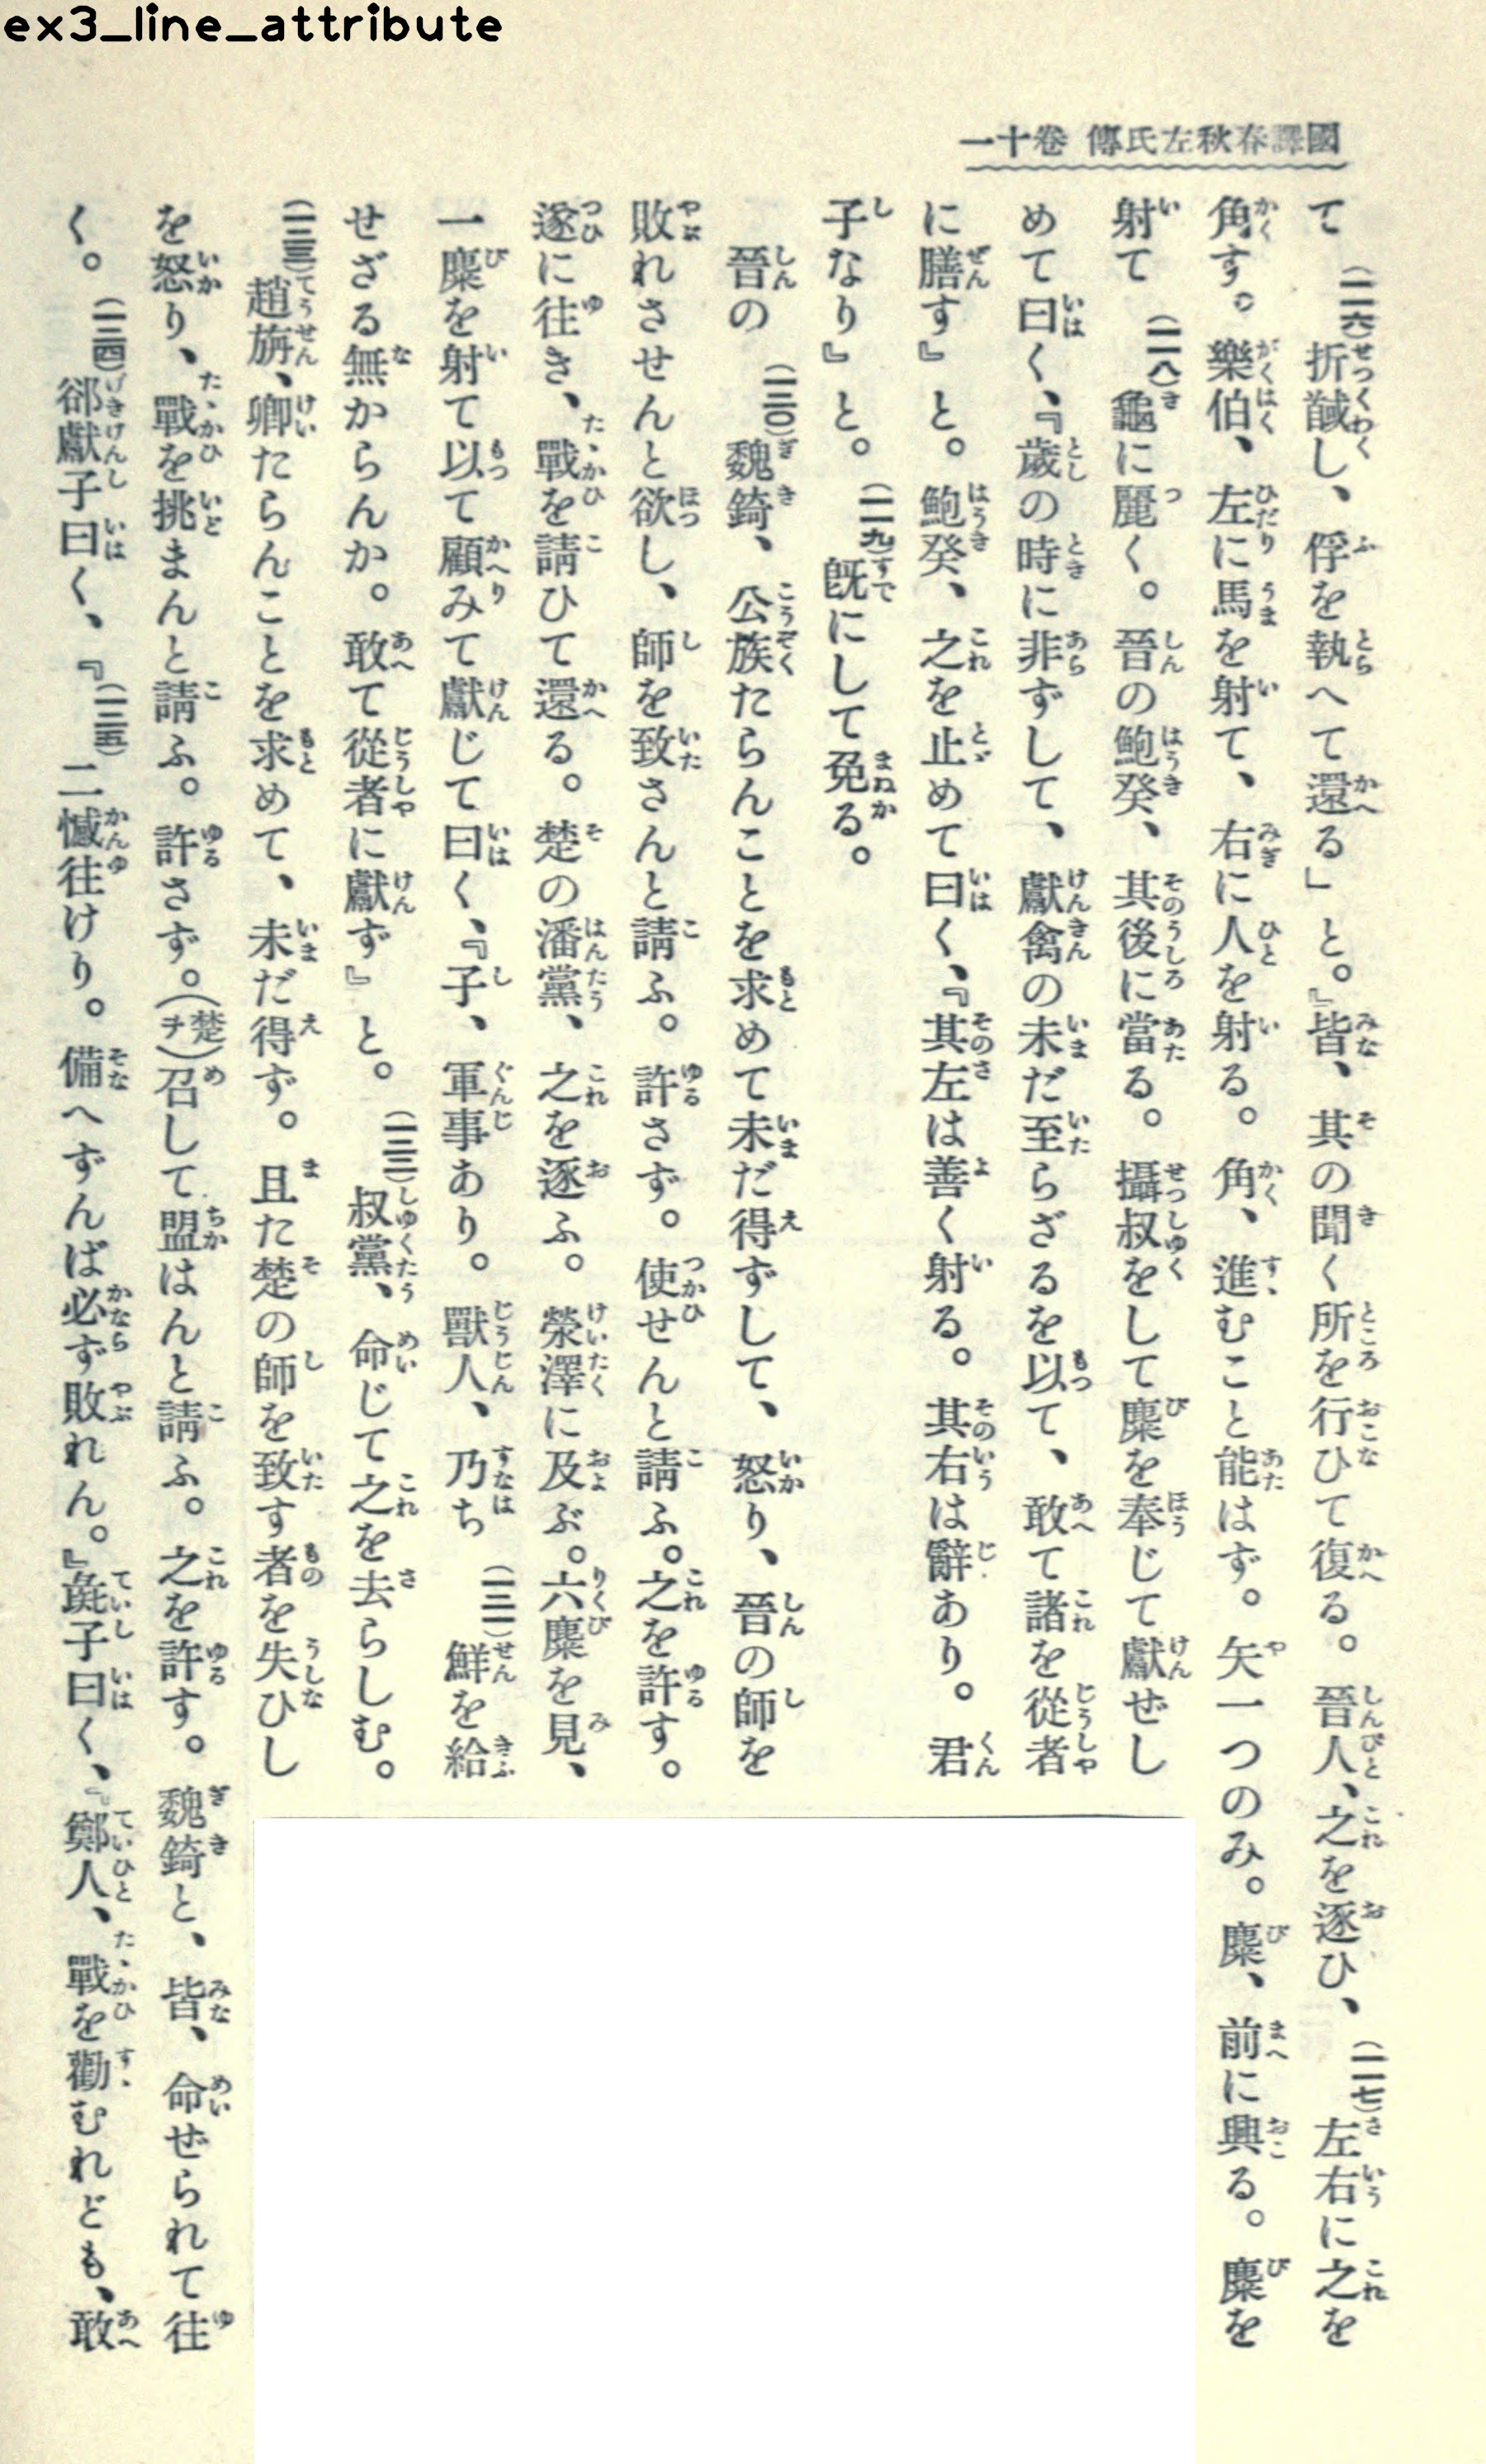 ex3_line_attribute
國譯春秋左氏傳 卷十一
て(一一六)折馘し、俘を執へて還る」と。』皆、其の聞く所を行ひて復る。晉人、之を逐ひ、(一一七)左右に之を
角す。樂伯、左に馬を射て、右に人を射る。角、進むこと能はず。矢一つのみ。麋、前に興る。麋を
射て(一一八)龜に麗く。晉の鮑癸、其後に當る。攝叔をして麋を奉じて獻ぜし
めて曰く、『歲の時に非ずして、獻禽の未だ至らざるを以て、敢て諸を從者
に膳す』と。鮑癸、之を止めて曰く、『其左は善く射る。其右は辭あり。君
子なり』と。(一一九)既にして免る。
晉の(一二〇)魏錡、公族たらんことを求めて未だ得ずして、怒り、晉の師を
敗れさせんと欲し、師を致さんと請ふ。許さず。使せんと請ふ。之を許す。
遂に往き、戰を請ひて還る。楚の潘黨、之を逐ふ。滎澤に及ぶ。六麋を見、
一麋を射て以て顧みて獻じて曰く、『子、軍事あり。獸人、乃ち(一二一)鮮を給
せざる無からんか。敢て從者に獻ず』と。(一二二)叔黨、命じて之を去らしむ。
(一二三)趙旃、卿たらんことを求めて、未だ得ず。且た楚の師を致す者を失ひし
を怒り、戰を挑まんと請ふ。許さず。(楚ヲ)召して盟はんと請ふ。之を許す。魏錡と、皆、命ぜられて往
く。(一二四)郤獻子曰く、『(一二五)二憾往けり。備へずんば必ず敗れん。』彘子曰く、『鄭人、戰を勸むれども、敢